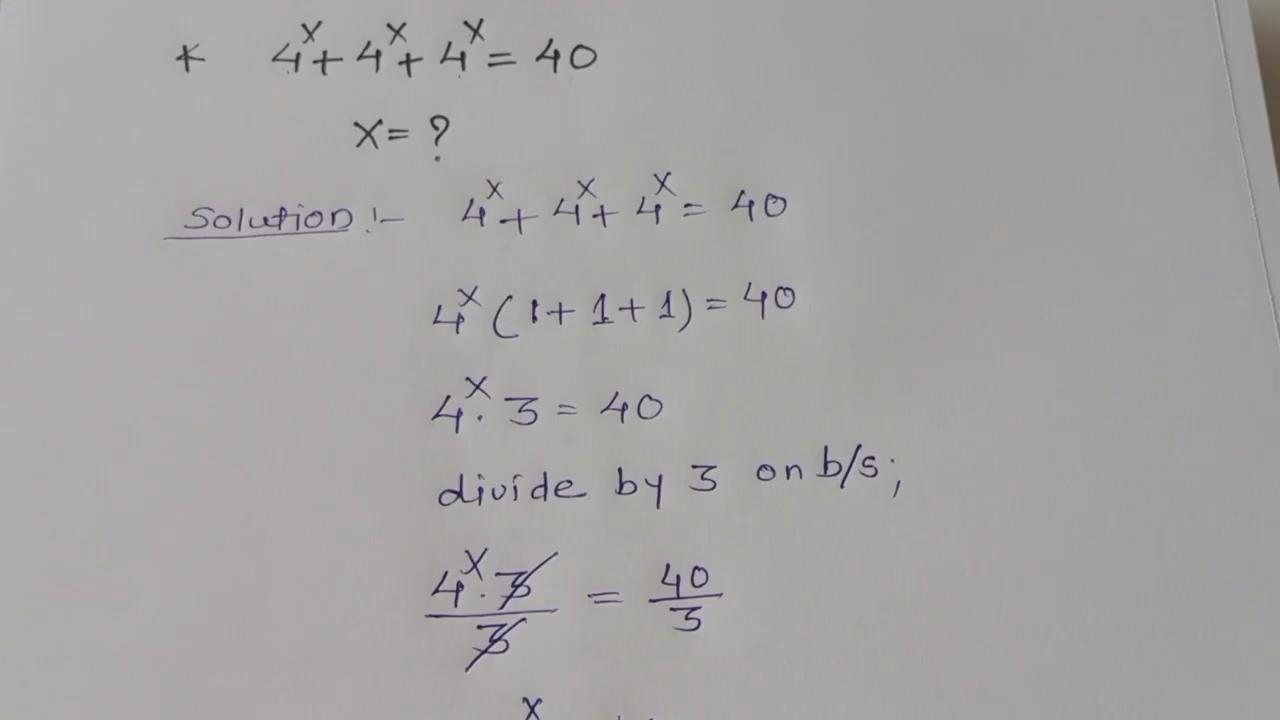 * 4^x + 4^x + 4^x = 40
x = ?
Solution :- 4^x + 4^x + 4^x = 40
4^x (1 + 1 + 1) = 40
4^x . 3 = 40
divide by 3 on b/s;
4^x . 3 / 3 = 40 / 3
x